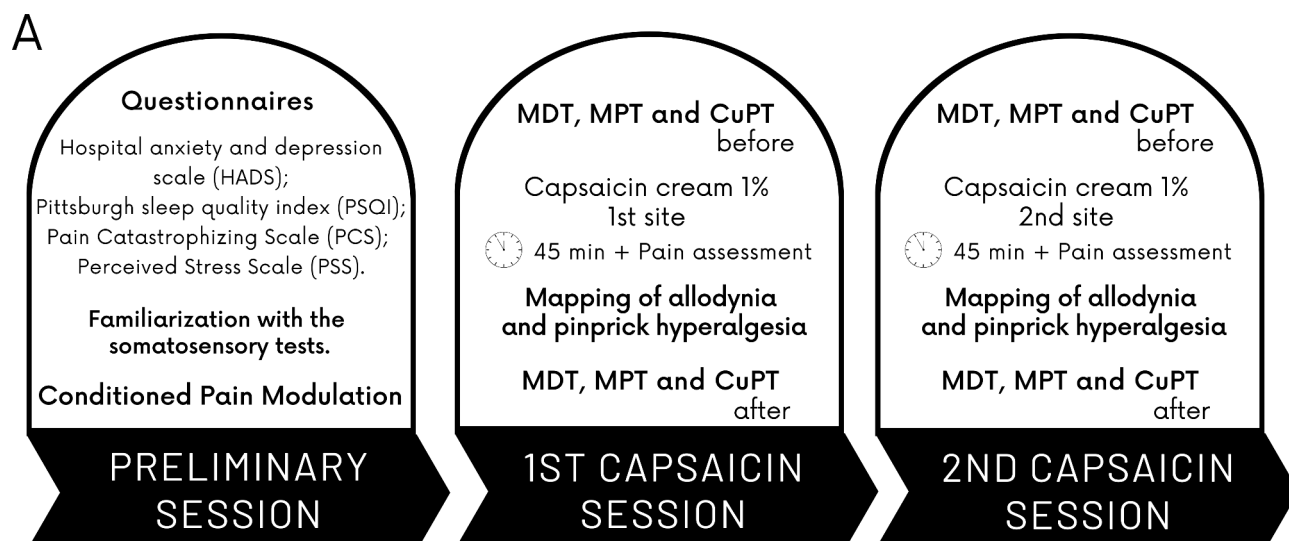 A
Questionnaires
Hospital anxiety and depression
scale (HADS);
Pittsburgh sleep quality index (PSQI);
Pain Catastrophizing Scale (PCS);
Perceived Stress Scale (PSS).
Familiarization with the
somatosensory tests.
Conditioned Pain Modulation
PRELIMINARY
SESSION
MDT, MPT and CuPT
before
Capsaicin cream 1%
1st site
45 min + Pain assessment
Mapping of allodynia
and pinprick hyperalgesia
MDT, MPT and CuPT
after
1ST CAPSAICIN
SESSION
MDT, MPT and CuPT
before
Capsaicin cream 1%
2nd site
45 min + Pain assessment
Mapping of allodynia
and pinprick hyperalgesia
MDT, MPT and CuPT
after
2ND CAPSAICIN
SESSION